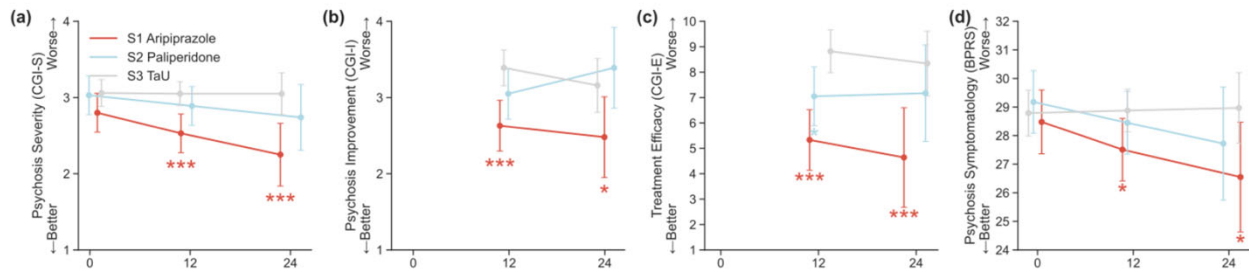 (a)
Psychosis Severity (CGI-S)
←Better
Worse→
4
3
2
1
0
12
24
S1 Aripiprazole
S2 Paliperidone
S3 TaU
***
***
(b)
Psychosis Improvement (CGI-I)
←Better
Worse→
4
3
2
1
0
12
24
***
*
(c)
Treatment Efficacy (CGI-E)
←Better
Worse→
10
9
8
7
6
5
4
3
2
1
0
12
24
*
***
***
(d)
Psychosis Symptomatology (BPRS)
←Better
Worse→
32
31
30
29
28
27
26
25
24
0
12
24
*
*